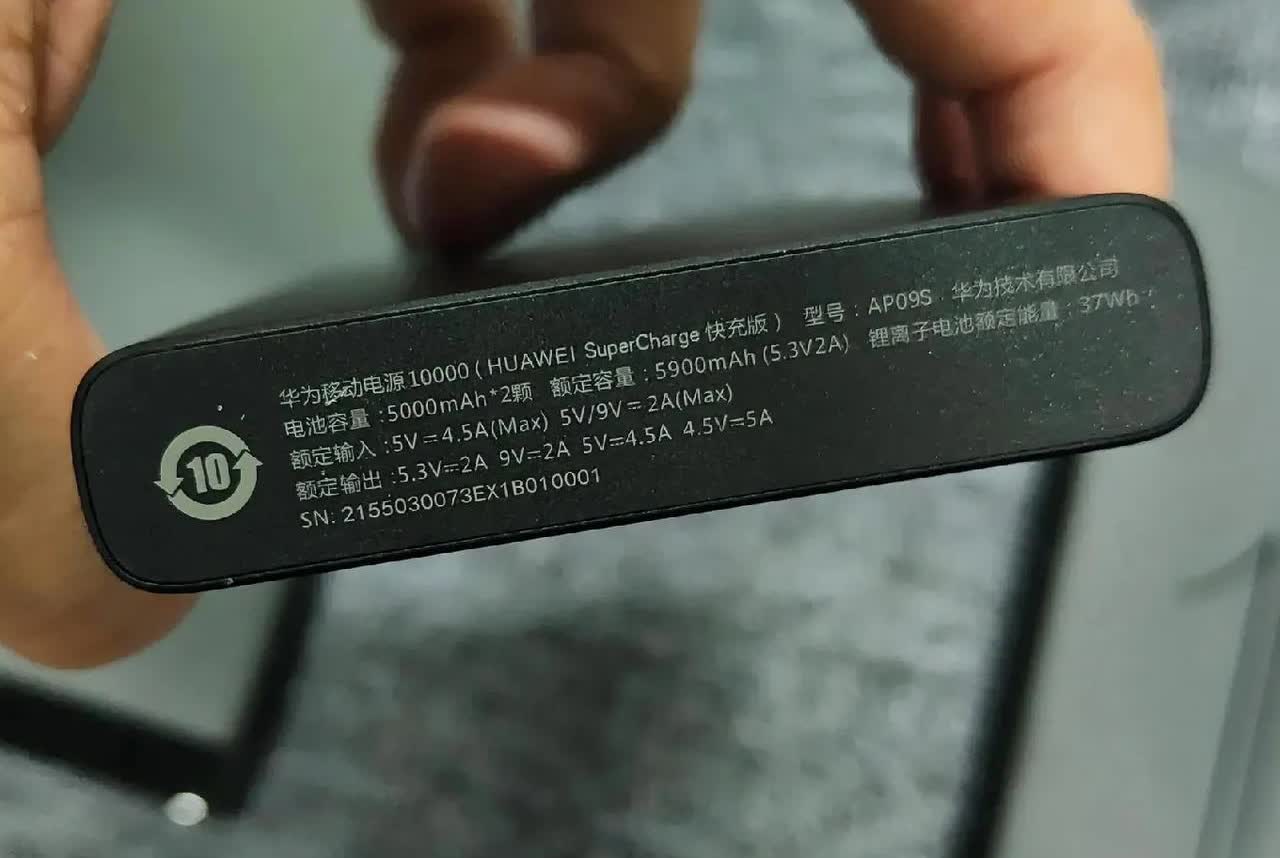 华为移动电源10000（HUAWEI SuperCharge 快充版） 型号：AP09S 华为技术有限公司
电池容量：5000mAh*2颗 额定容量：5900mAh (5.3V2A) 锂离子电池额定能量：37Wh
额定输入：5V⎓4.5A(Max) 5V/9V⎓2A(Max)
额定输出：5.3V⎓2A 9V⎓2A 5V⎓4.5A 4.5V⎓5A
SN: 2155030073EX1B010001
10